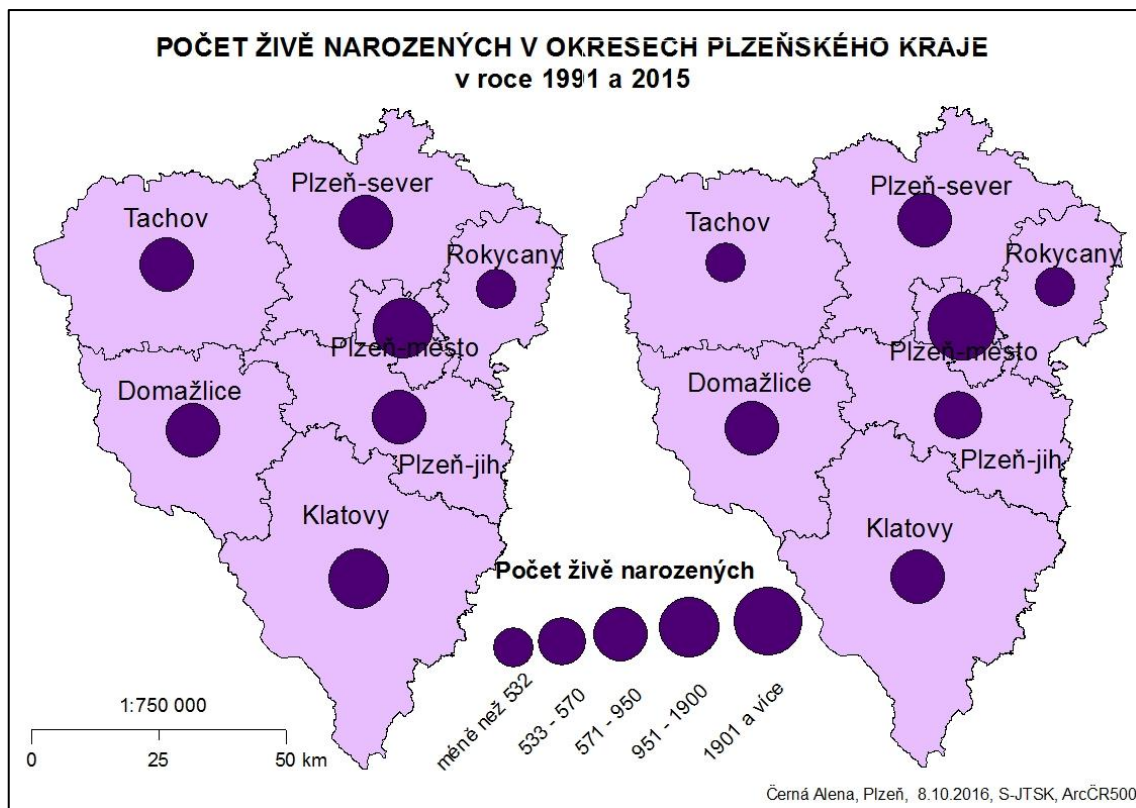 POČET ŽIVĚ NAROZENÝCH V OKRESECH PLZEŇSKÉHO KRAJE
v roce 1991 a 2015
Plzeň-sever
Tachov
Rokycany
Plzeň-město
Domažlice
Plzeň-jih
Klatovy
Plzeň-sever
Tachov
Rokycany
Plzeň-město
Domažlice
Plzeň-jih
Klatovy
Počet živě narozených
méně než 532
533 - 570
571 - 950
951 - 1900
1901 a více
1:750 000
0 25 50 km
Černá Alena, Plzeň, 8.10.2016, S-JTSK, ArcČR500